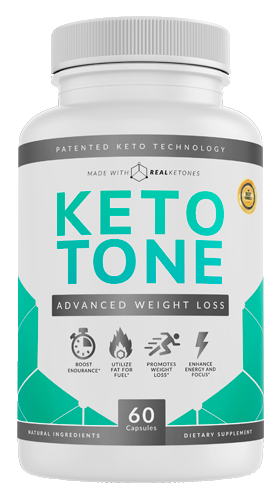 PATENTED KETO TECHNOLOGY
MADE WITH REALKETONES
KETO
TONE
ADVANCED WEIGHT LOSS
BOOST ENDURANCE*
UTILIZE FAT FOR FUEL*
PROMOTES WEIGHT LOSS*
ENHANCE ENERGY AND FOCUS*
60
Capsules
NATURAL INGREDIENTS
DIETARY SUPPLEMENT